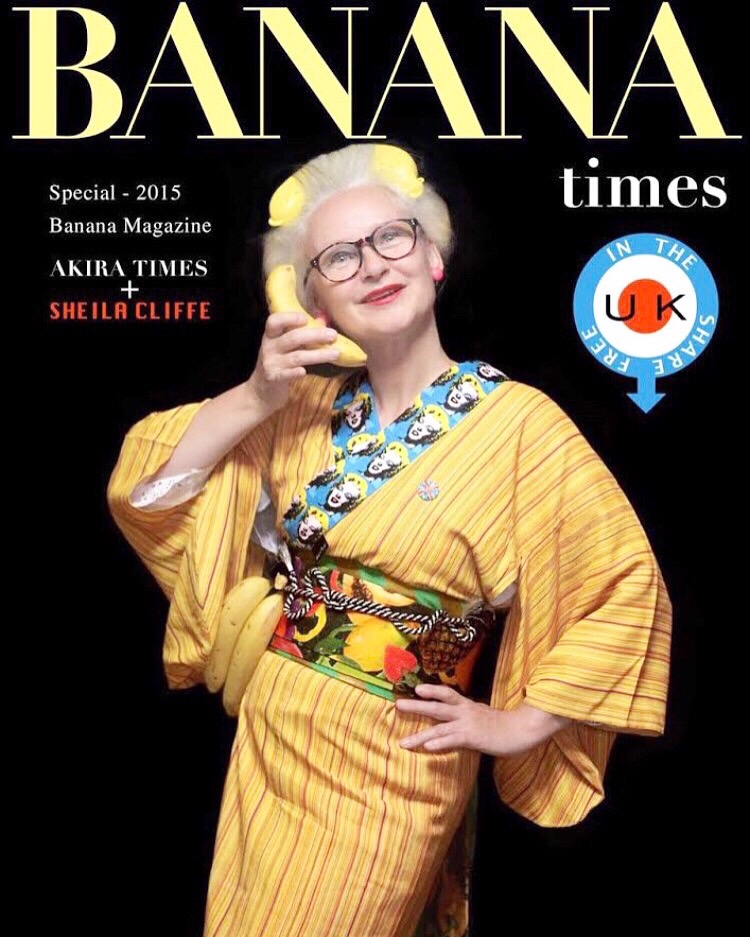 BANANA
times
Special - 2015
Banana Magazine
AKIRA TIMES
+
SHEILA CLIFFE
IN THE
UK
SHARE FREE